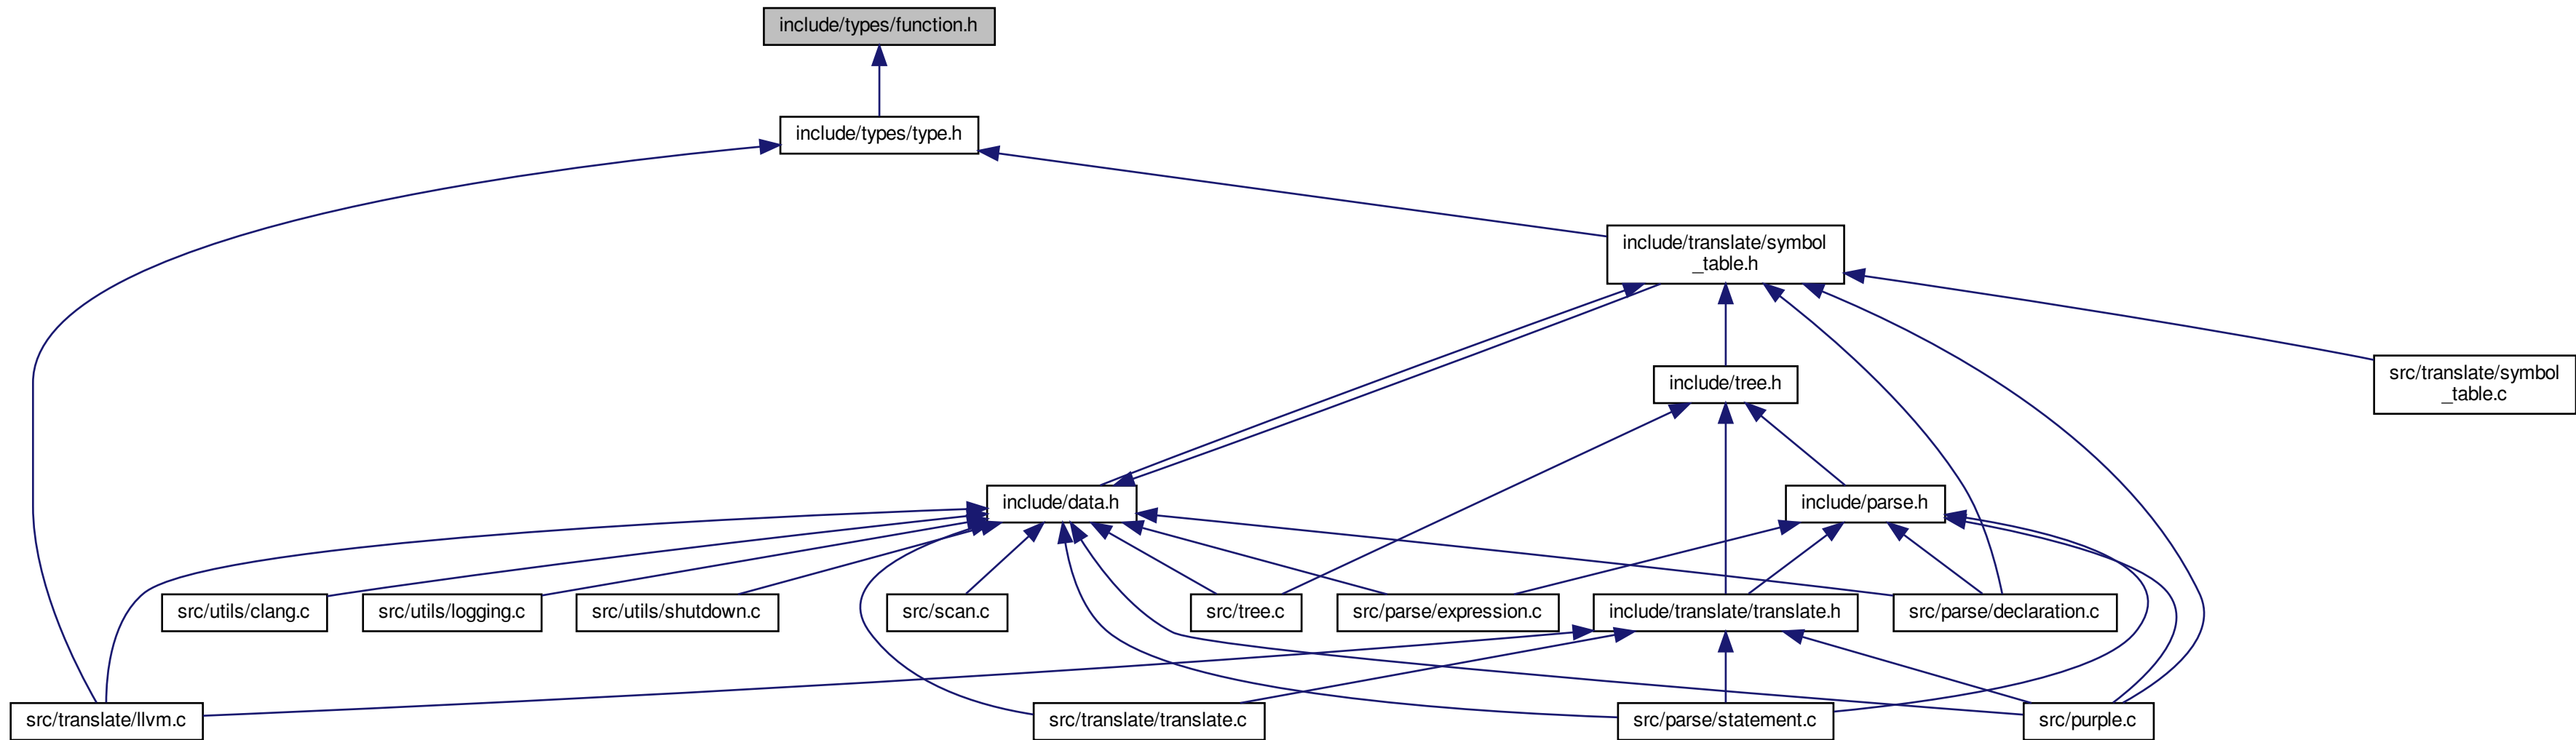 include/types/function.h
include/types/type.h
include/translate/symbol
_table.h
include/tree.h
src/translate/symbol
_table.c
include/data.h
include/parse.h
src/utils/clang.c
src/utils/logging.c
src/utils/shutdown.c
src/scan.c
src/tree.c
src/parse/expression.c
include/translate/translate.h
src/parse/declaration.c
src/translate/llvm.c
src/translate/translate.c
src/parse/statement.c
src/purple.c